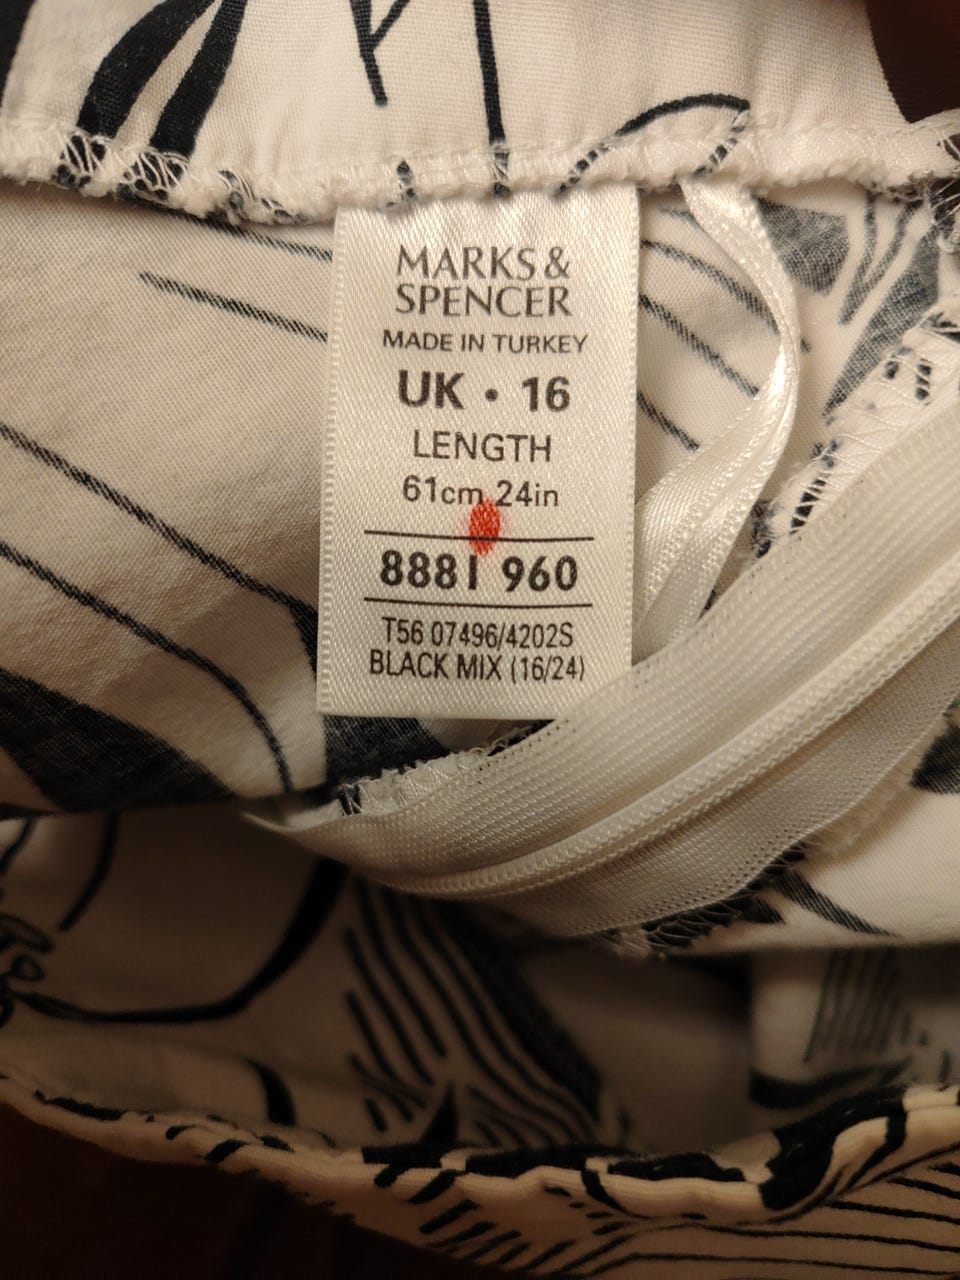 MARKS &
SPENCER
MADE IN TURKEY
UK • 16
LENGTH
61cm 24in
8881 960
T56 07496/4202S
BLACK MIX (16/24)